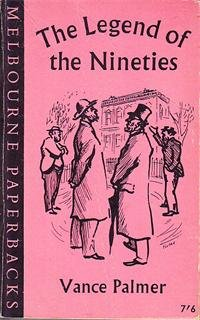 MELBOURNE PAPERBACKS
The Legend of
the Nineties
Vance Palmer
7'6